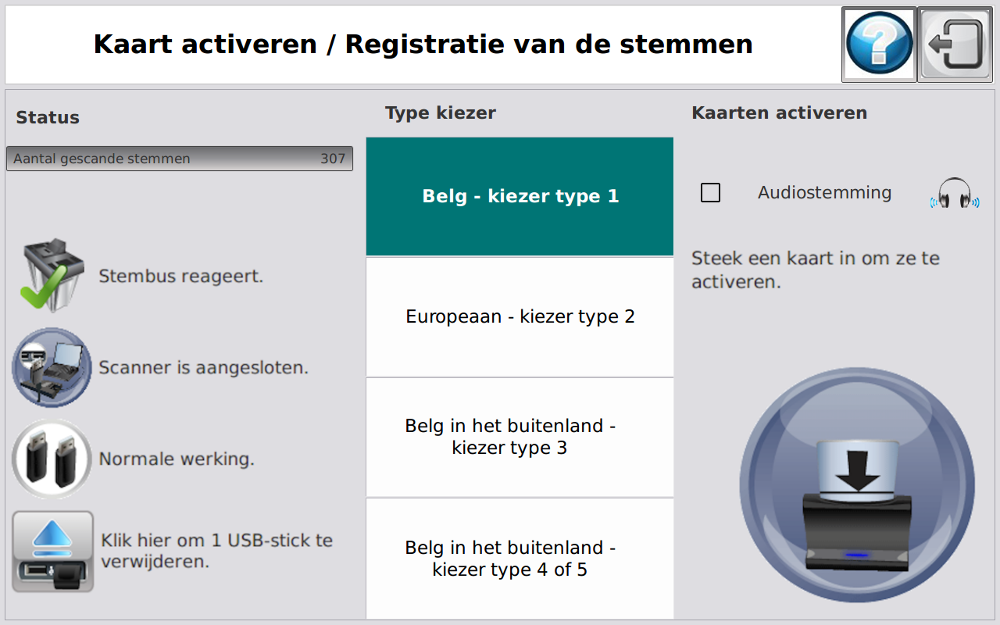 Kaart activeren / Registratie van de stemmen
Status
Aantal gescande stemmen 307
Stembus reageert.
Scanner is aangesloten.
Normale werking.
Klik hier om 1 USB-stick te
verwijderen.
Type kiezer
Belg - kiezer type 1
Europeaan - kiezer type 2
Belg in het buitenland -
kiezer type 3
Belg in het buitenland -
kiezer type 4 of 5
Kaarten activeren
Audiostemming
Steek een kaart in om ze te
activeren.